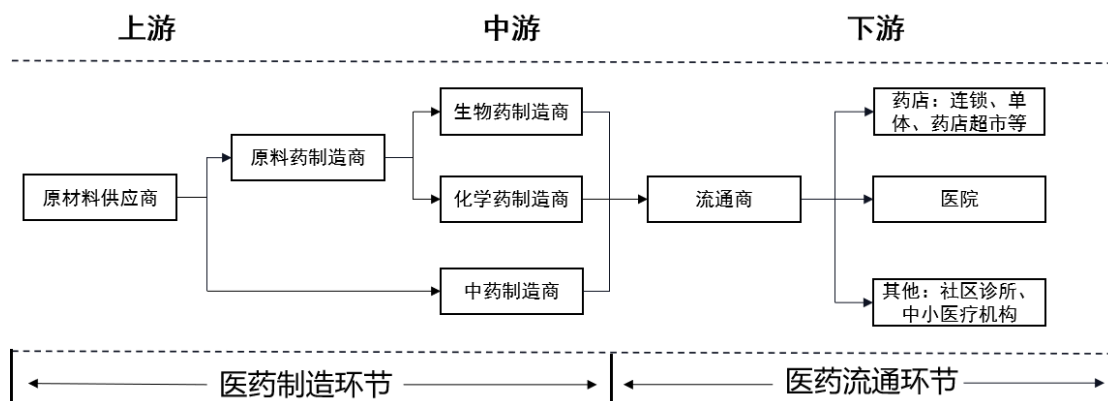 上游
中游
下游
原材料供应商
原料药制造商
生物药制造商
化学药制造商
中药制造商
流通商
药店：连锁、单
体、药店超市等
医院
其他：社区诊所、
中小医疗机构
医药制造环节
医药流通环节